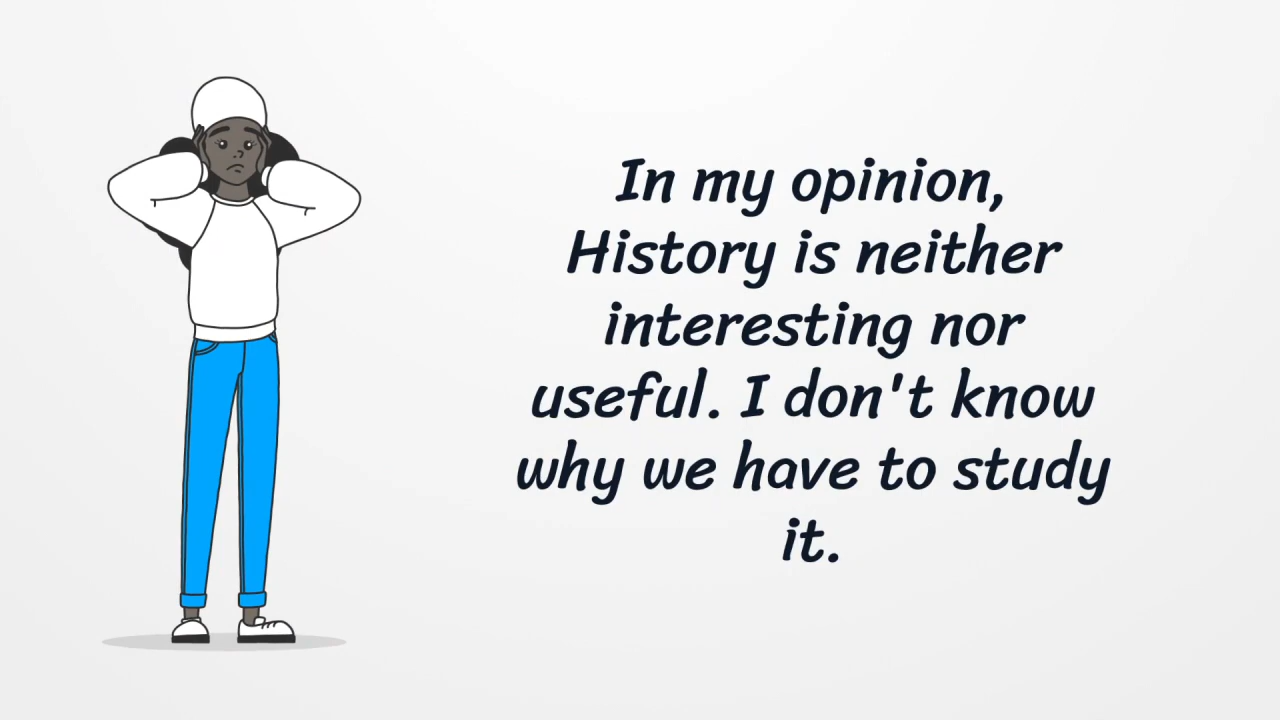 In my opinion,
History is neither
interesting nor
useful. I don't know
why we have to study
it.